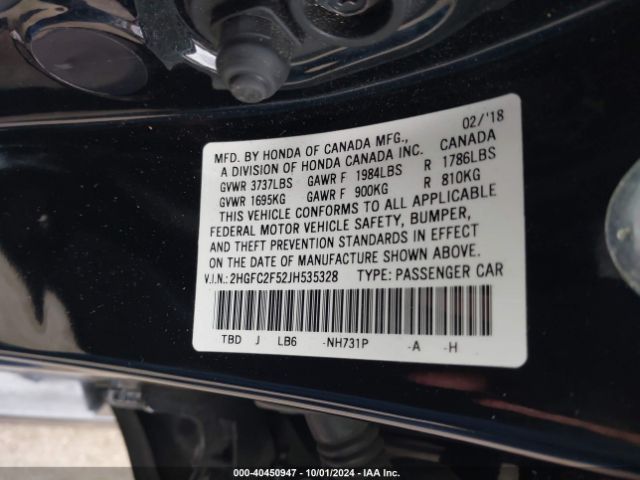 02/'18
MFD. BY HONDA OF CANADA MFG.,
A DIVISION OF HONDA CANADA INC. CANADA
GVWR 3737LBS GAWR F 1984LBS R 1786LBS
GVWR 1695KG GAWR F 900KG R 810KG
THIS VEHICLE CONFORMS TO ALL APPLICABLE
FEDERAL MOTOR VEHICLE SAFETY, BUMPER,
AND THEFT PREVENTION STANDARDS IN EFFECT
ON THE DATE OF MANUFACTURE SHOWN ABOVE.
V.I.N.: 2HGFC2F52JH535328 TYPE: PASSENGER CAR
TBD J LB6 -NH731P -A -H
000-40450947 - 10/01/2024 - IAA Inc.